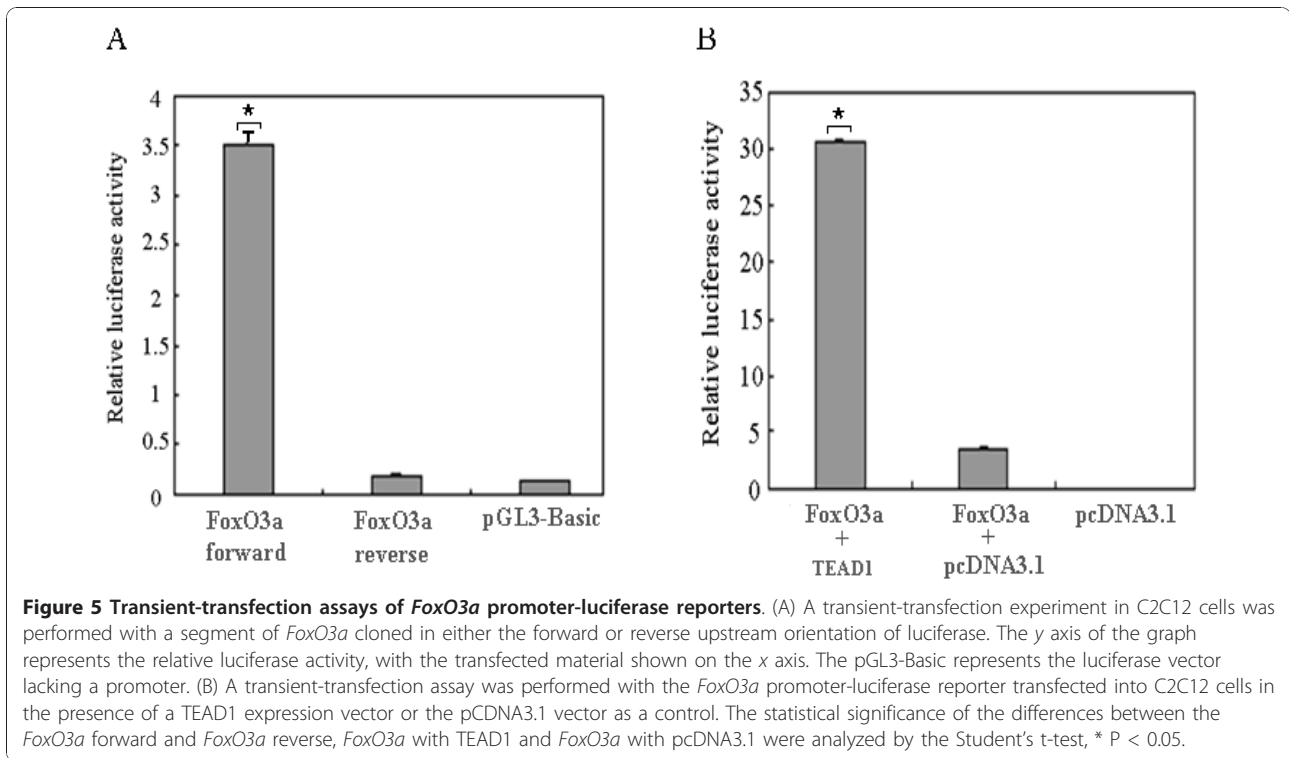 A
B
Relative luciferase activity
4
3.5
3
2.5
2
1.5
1
0.5
0
*
FoxO3a
forward
FoxO3a
reverse
pGL3-Basic
Relative luciferase activity
35
30
25
20
15
10
5
0
*
FoxO3a
+
TEAD1
FoxO3a
+
pcDNA3.1
pcDNA3.1
Figure 5 Transient-transfection assays of FoxO3a promoter-luciferase reporters. (A) A transient-transfection experiment in C2C12 cells was
performed with a segment of FoxO3a cloned in either the forward or reverse upstream orientation of luciferase. The y axis of the graph
represents the relative luciferase activity, with the transfected material shown on the x axis. The pGL3-Basic represents the luciferase vector
lacking a promoter. (B) A transient-transfection assay was performed with the FoxO3a promoter-luciferase reporter transfected into C2C12 cells in
the presence of a TEAD1 expression vector or the pCDNA3.1 vector as a control. The statistical significance of the differences between the
FoxO3a forward and FoxO3a reverse, FoxO3a with TEAD1 and FoxO3a with pcDNA3.1 were analyzed by the Student's t-test, * P < 0.05.